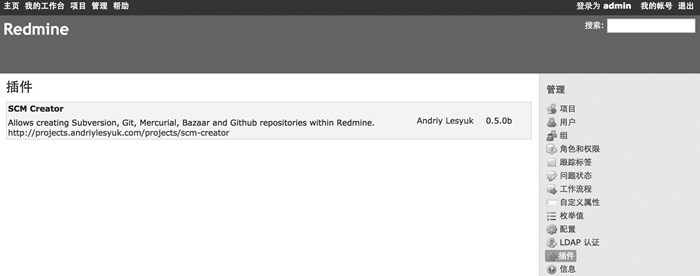 主页 我的工作台 项目 管理 帮助
登录为 admin 我的帐号 退出
Redmine
搜索:
插件
SCM Creator
Allows creating Subversion, Git, Mercurial, Bazaar and Github repositories within Redmine.
http://projects.andriylesyuk.com/projects/scm-creator
Andriy Lesyuk
0.5.0b
管理
项目
用户
组
角色和权限
跟踪标签
问题状态
工作流程
自定义属性
枚举值
配置
LDAP 认证
插件
信息